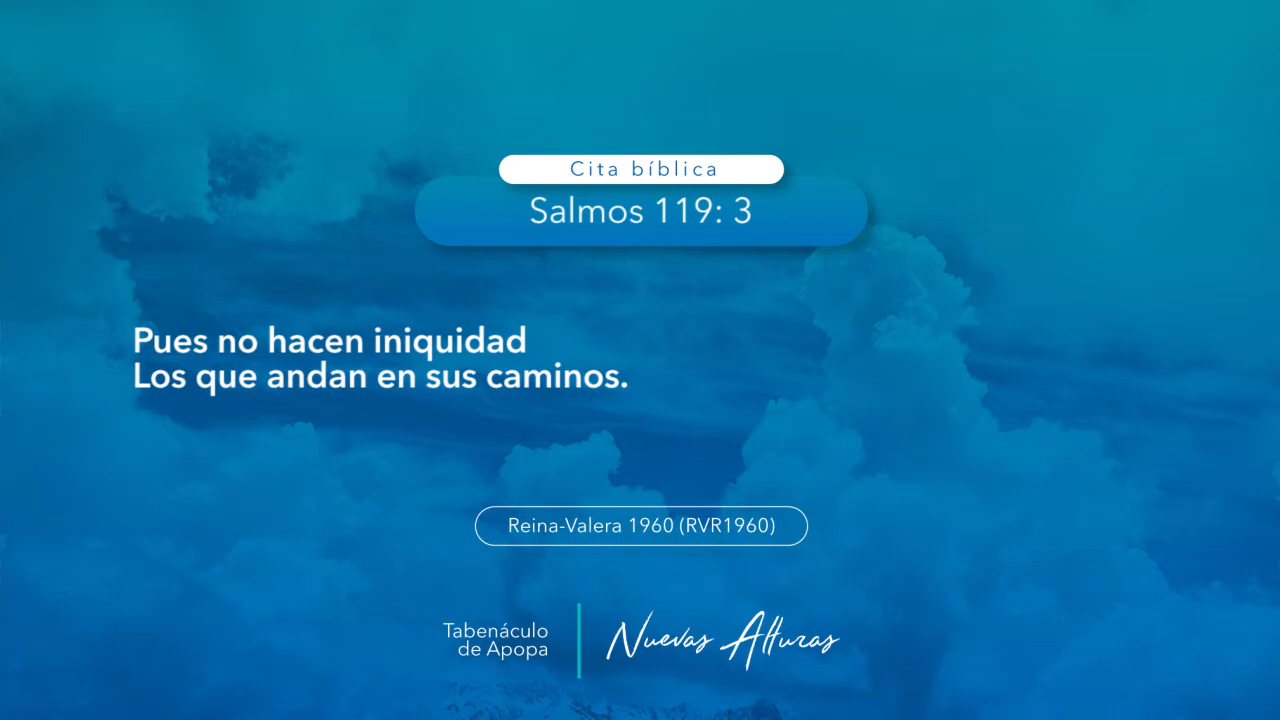 Cita bíblica
Salmos 119: 3
Pues no hacen iniquidad
Los que andan en sus caminos.
Reina-Valera 1960 (RVR1960)
Tabenáculo
de Apopa
Nuevas Alturas